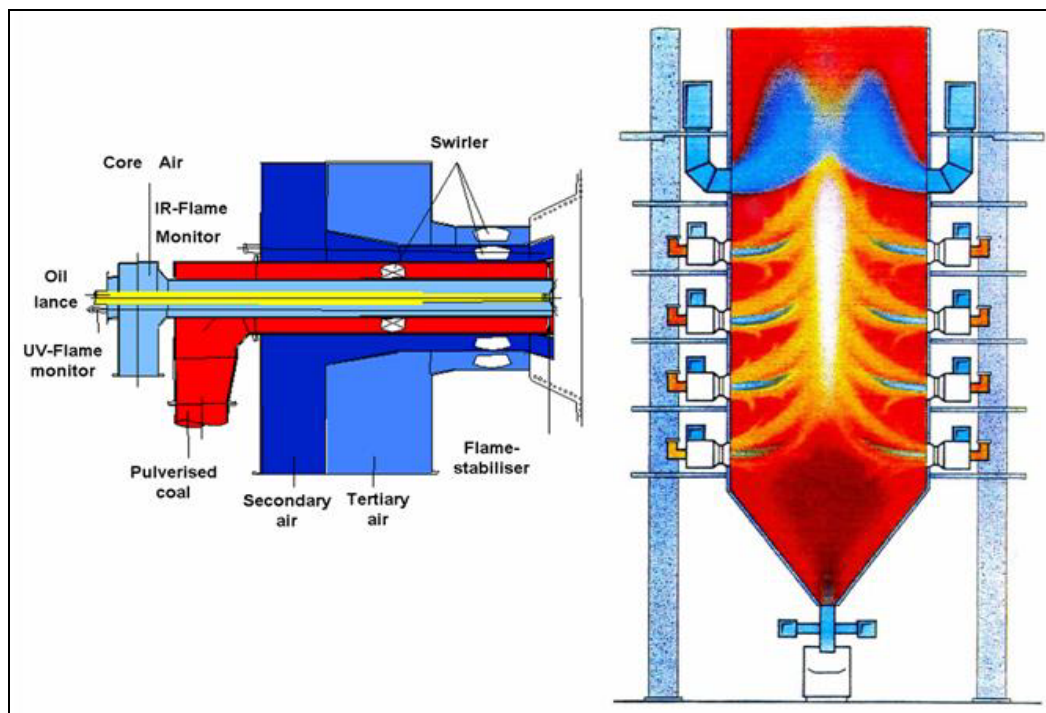 Swirler
Core Air
IR-Flame
Monitor
Oil
lance
UV-Flame
monitor
Pulverised
coal
Secondary
air
Tertiary
air
Flame-
stabiliser